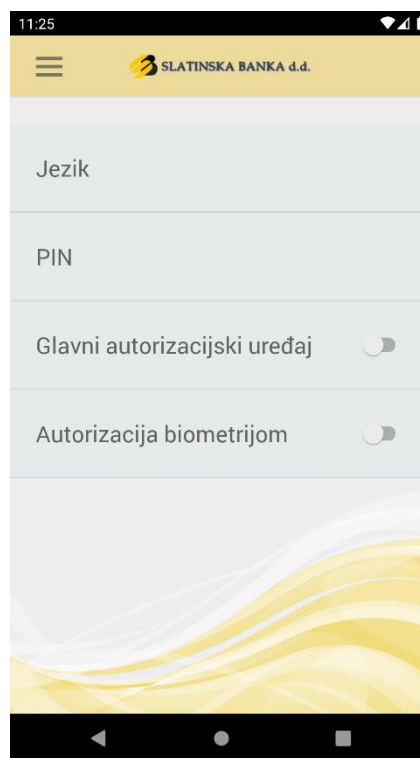 11:25
SLATINSKA BANKA d.d.
Jezik
PIN
Glavni autorizacijski uređaj
Autorizacija biometrijom